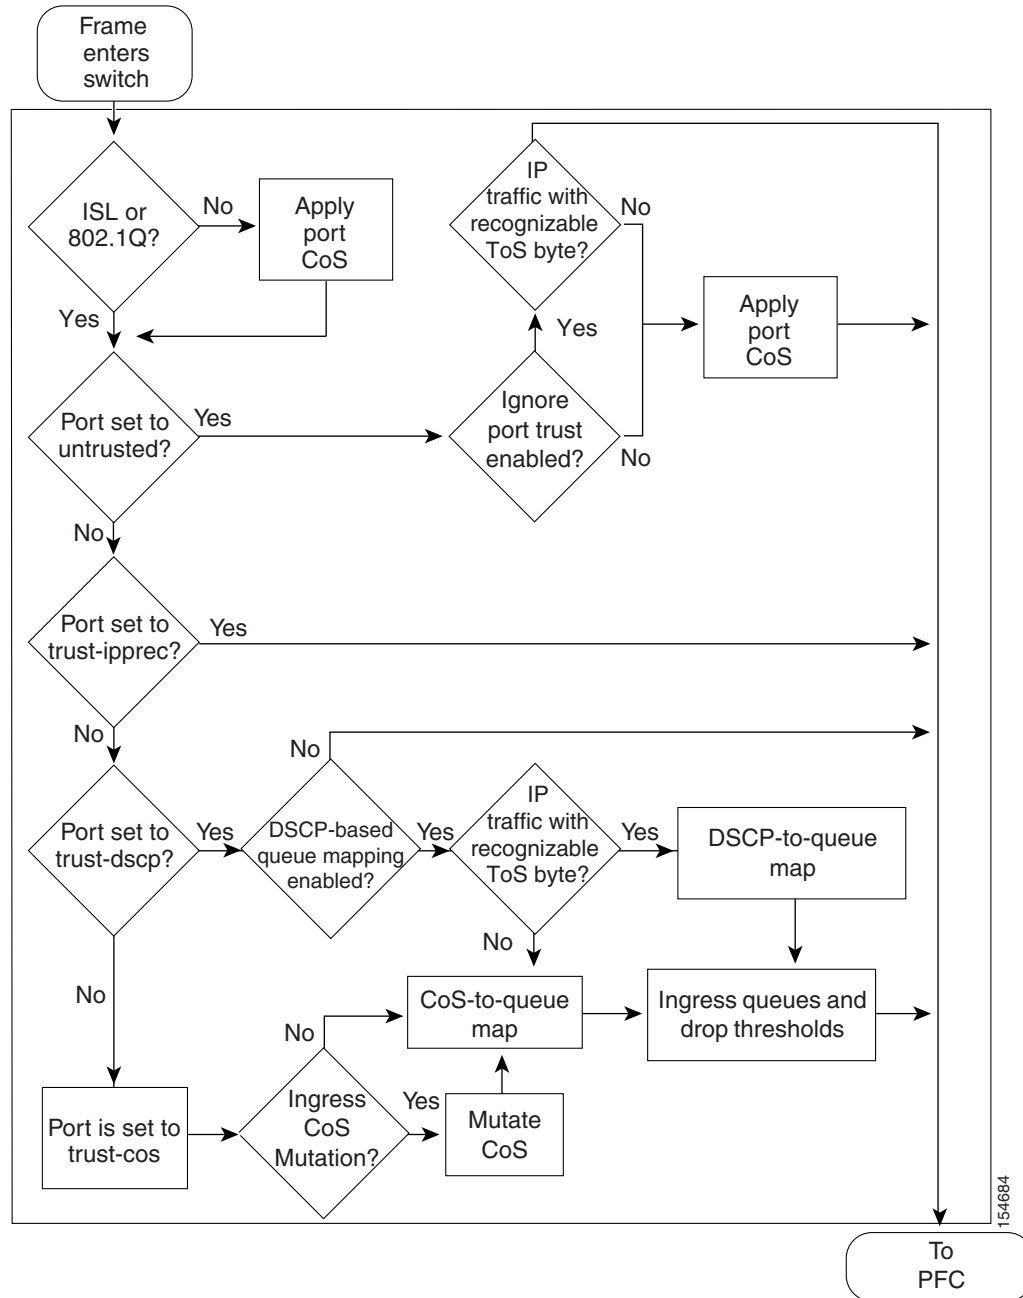 Frame
enters
switch
ISL or
802.1Q?
No
Apply
port
CoS
Yes
IP
traffic with
recognizable
ToS byte?
No
Yes
Apply
port
CoS
Port set to
untrusted?
Yes
Ignore
port trust
enabled?
No
No
Port set to
trust-ipprec?
Yes
No
Port set to
trust-dscp?
Yes
No
DSCP-based
queue mapping
enabled?
Yes
IP
traffic with
recognizable
ToS byte?
Yes
DSCP-to-queue
map
No
No
CoS-to-queue
map
Ingress queues and
drop thresholds
No
Port is set to
trust-cos
Ingress
CoS
Mutation?
Yes
Mutate
CoS
154684
To
PFC